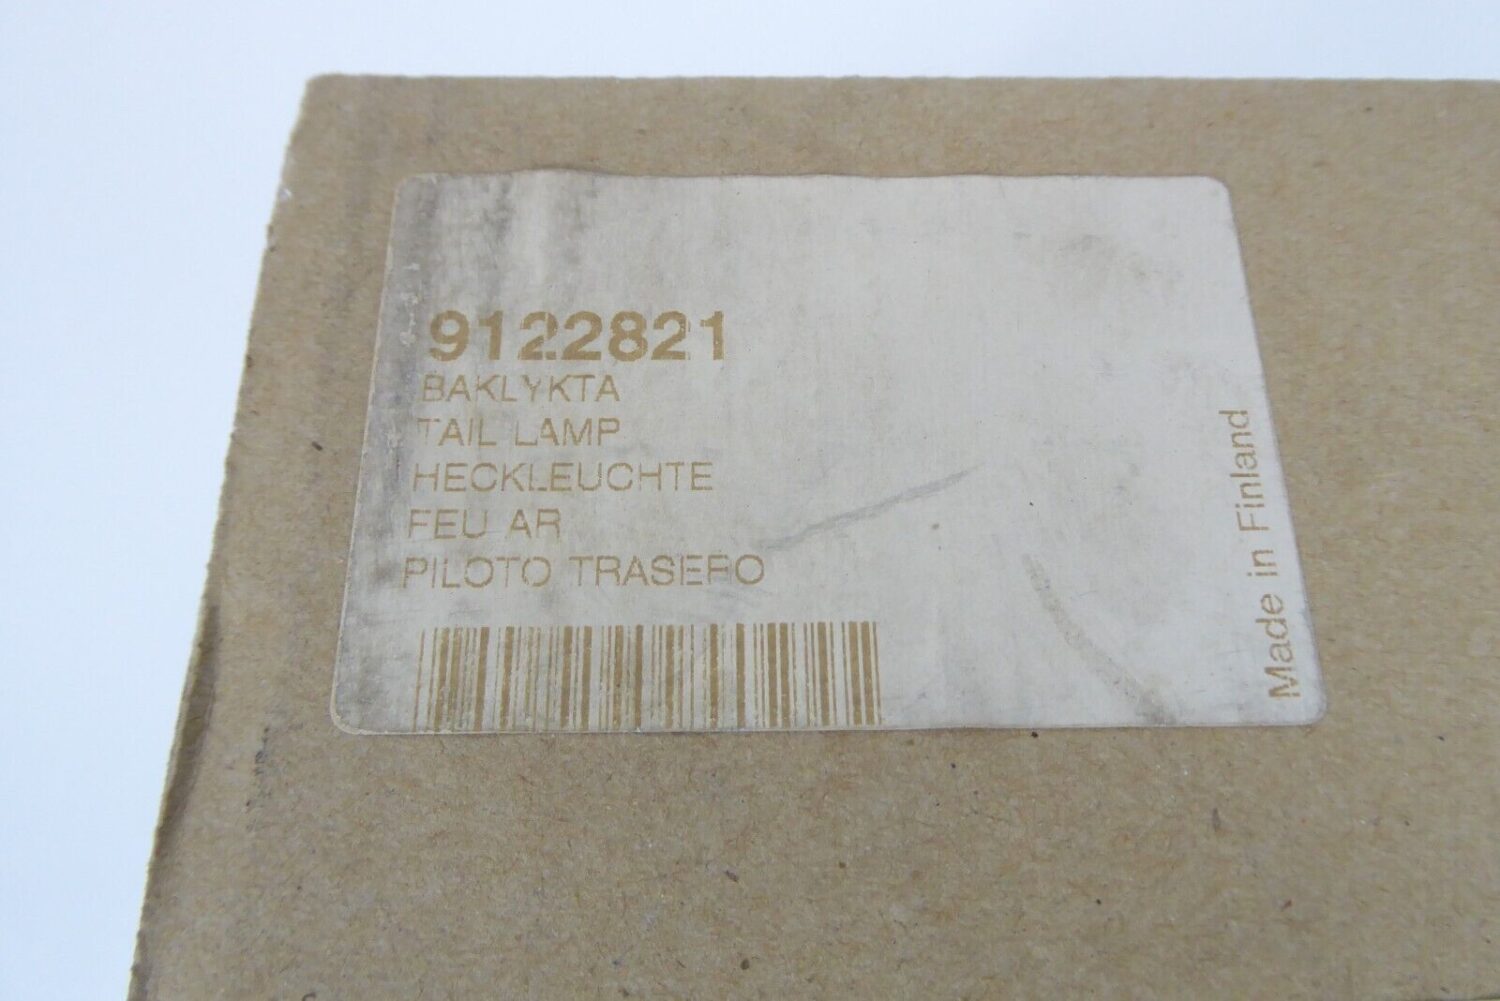 9122821
BAKLYKTA
TAIL LAMP
HECKLEUCHTE
FEU AR
PILOTO TRASERO
Made in Finland